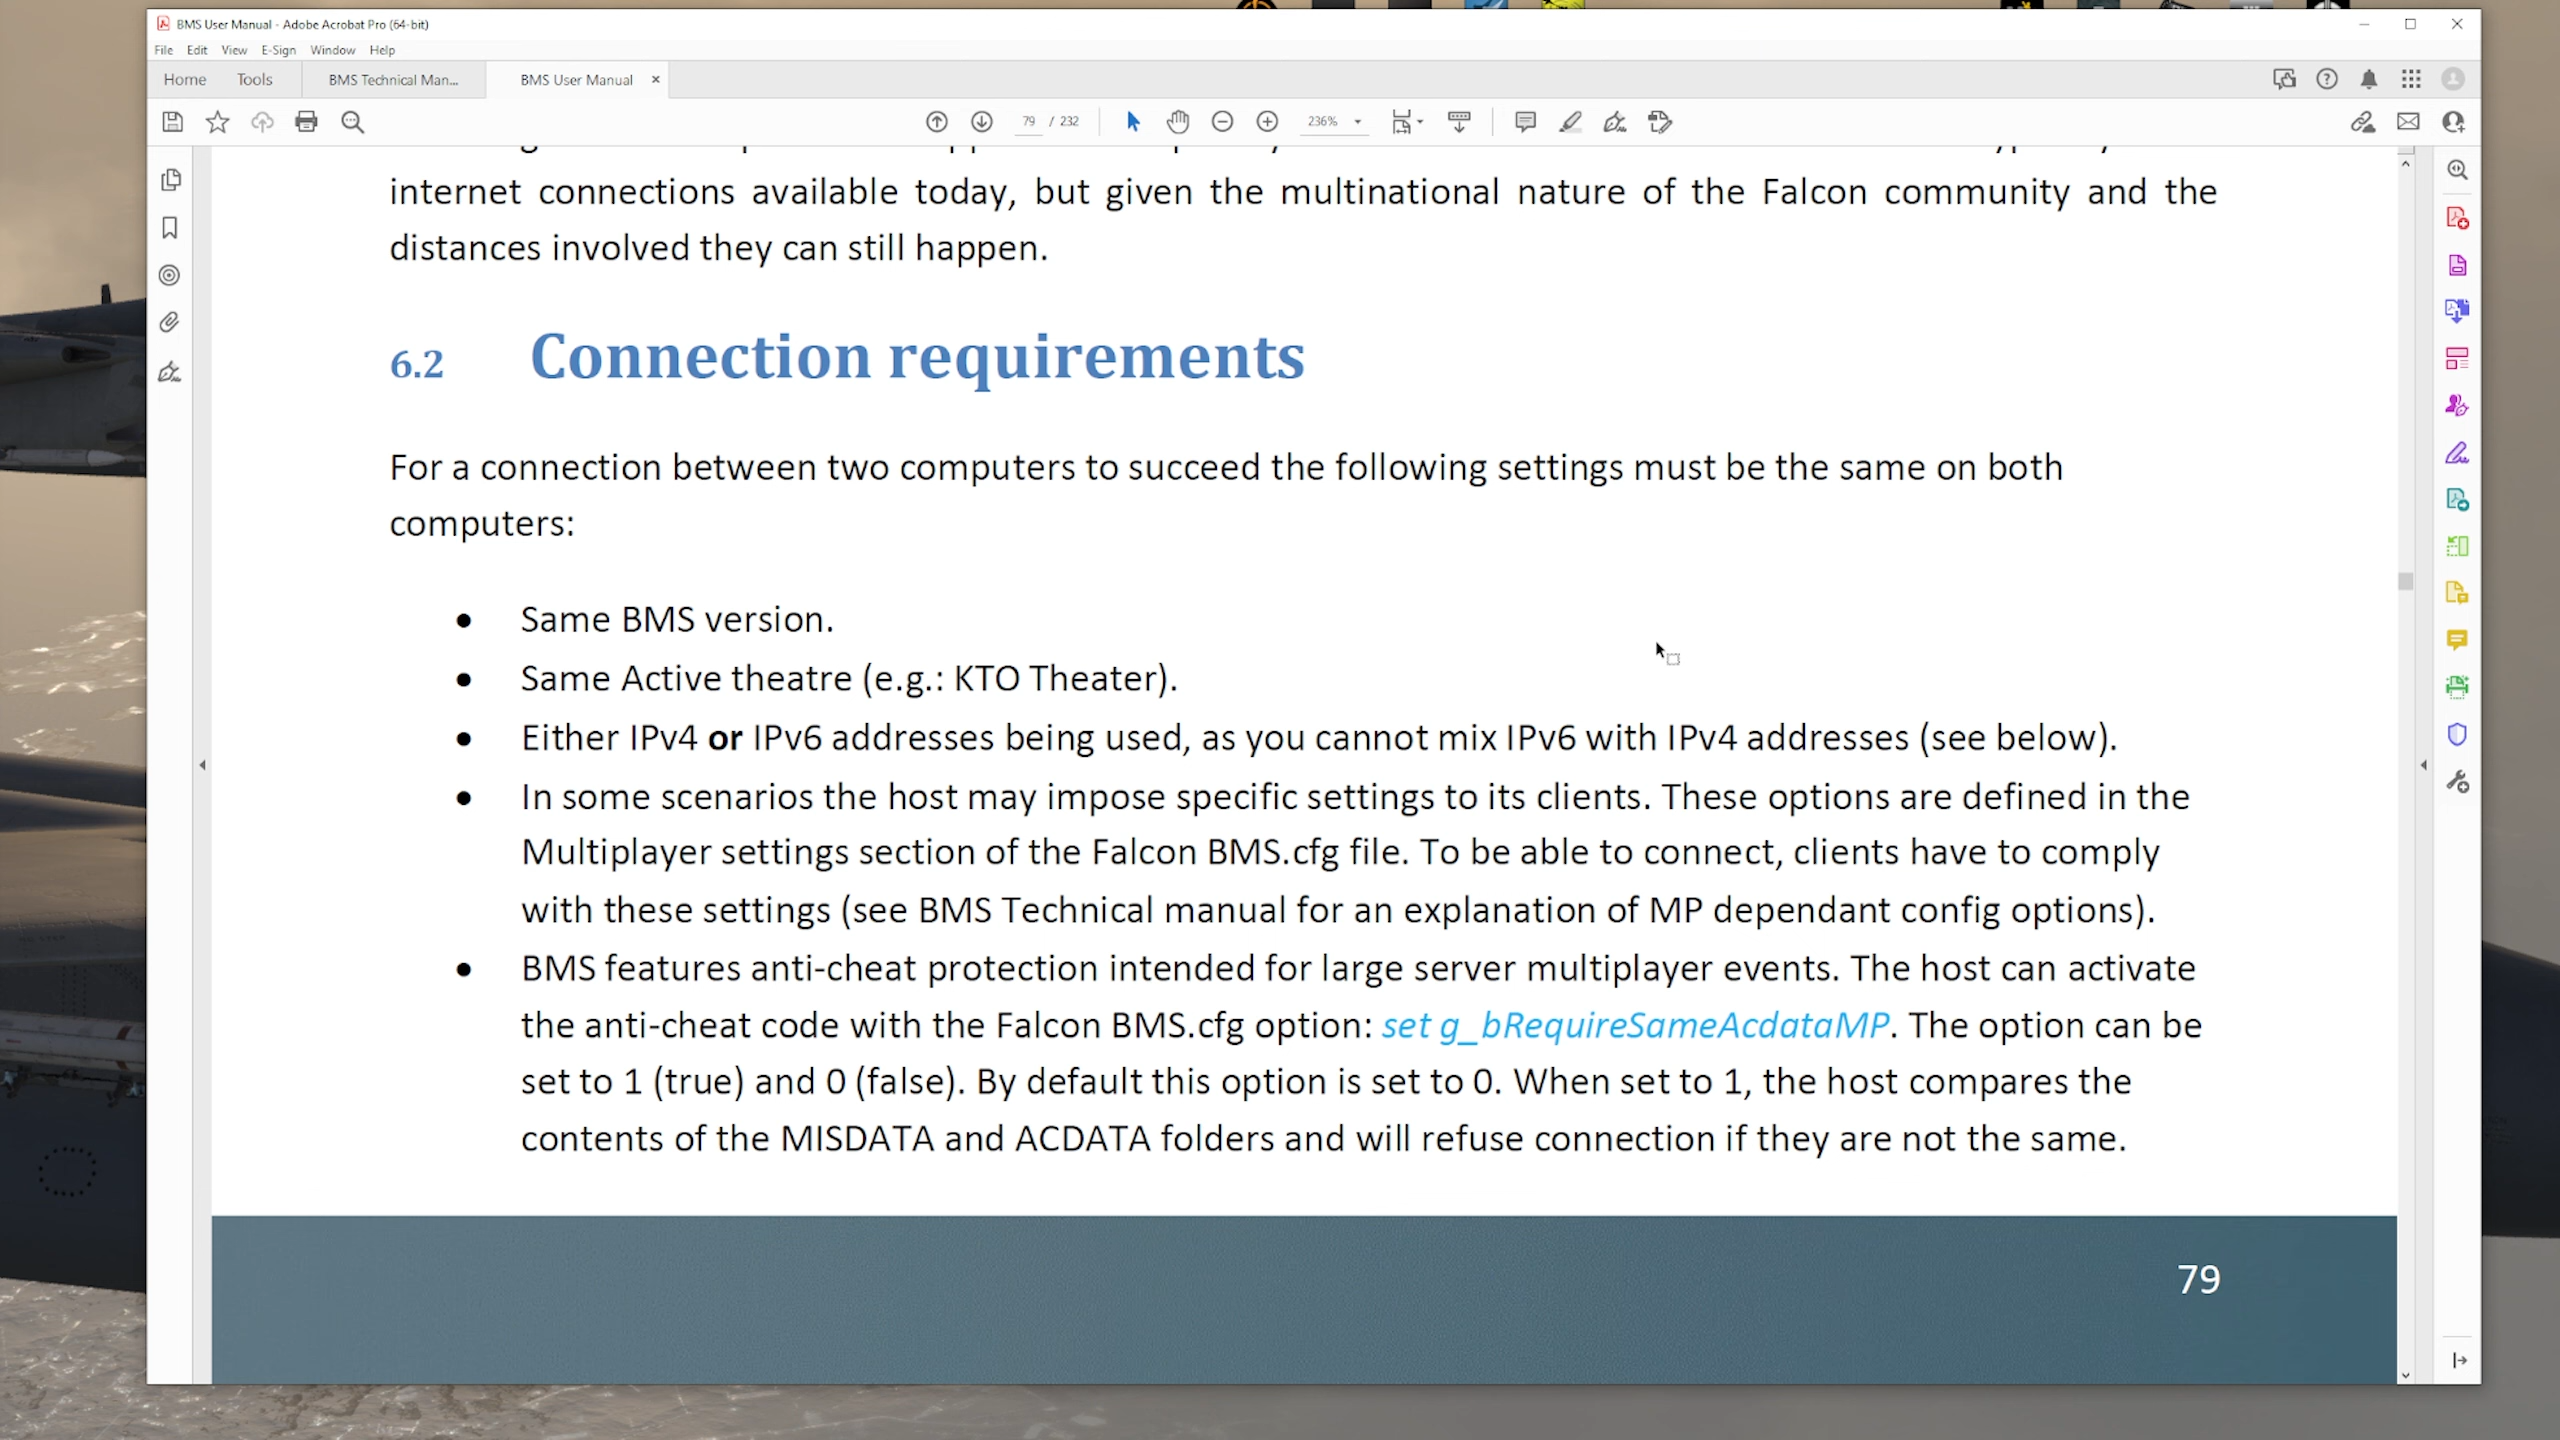 BMS User Manual - Adobe Acrobat Pro (64-bit)
File Edit View E-Sign Window Help
Home Tools BMS Technical Man... BMS User Manual ×
79 / 232 236%
internet connections available today, but given the multinational nature of the Falcon community and the
distances involved they can still happen.
6.2 Connection requirements
For a connection between two computers to succeed the following settings must be the same on both
computers:
• Same BMS version.
• Same Active theatre (e.g.: KTO Theater).
• Either IPv4 or IPv6 addresses being used, as you cannot mix IPv6 with IPv4 addresses (see below).
• In some scenarios the host may impose specific settings to its clients. These options are defined in the
Multiplayer settings section of the Falcon BMS.cfg file. To be able to connect, clients have to comply
with these settings (see BMS Technical manual for an explanation of MP dependant config options).
• BMS features anti-cheat protection intended for large server multiplayer events. The host can activate
the anti-cheat code with the Falcon BMS.cfg option: set g_bRequireSameAcdataMP. The option can be
set to 1 (true) and 0 (false). By default this option is set to 0. When set to 1, the host compares the
contents of the MISDATA and ACDATA folders and will refuse connection if they are not the same.
79